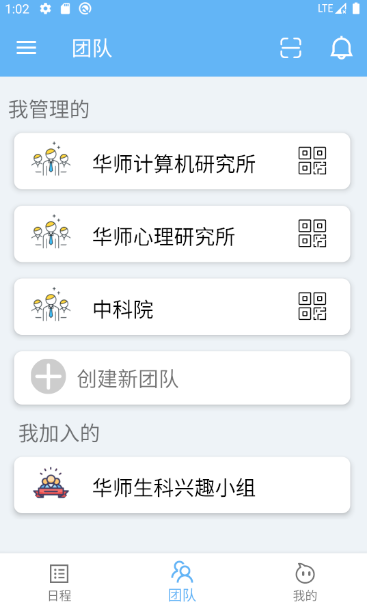 1:02
LTE
团队
我管理的
华师计算机研究所
华师心理研究所
中科院
创建新团队
我加入的
华师生科兴趣小组
日程
团队
我的